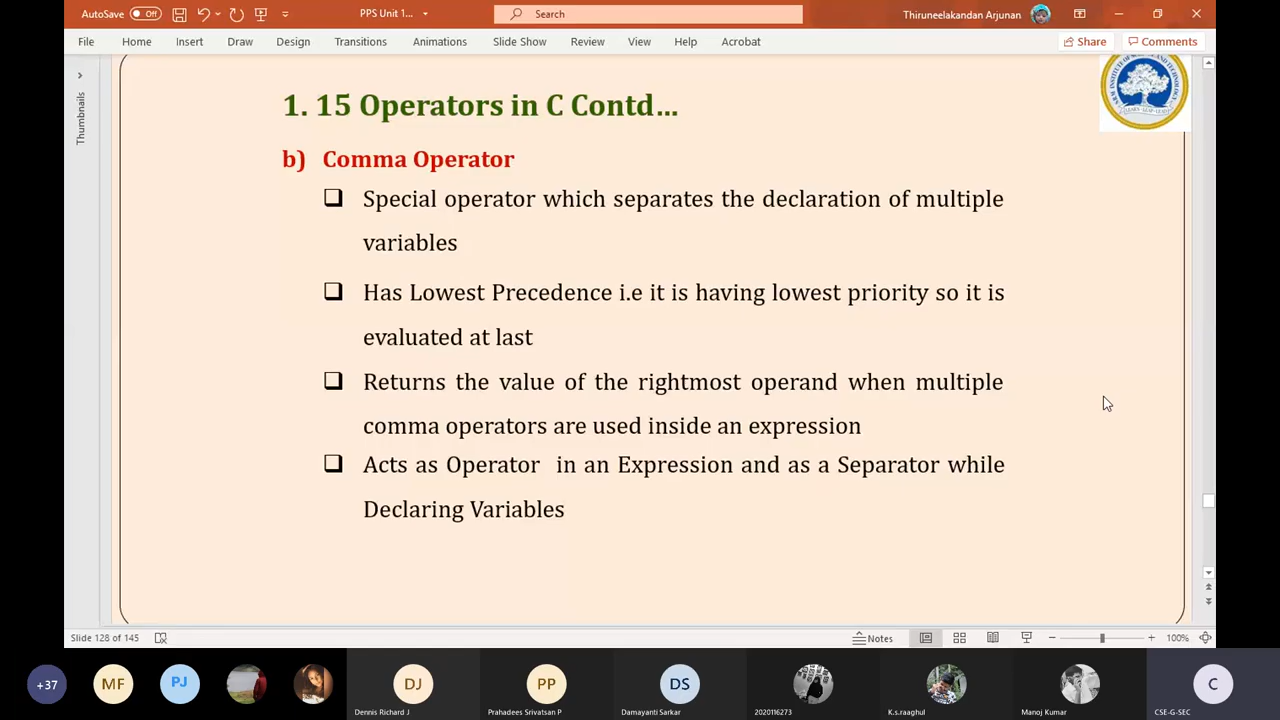 AutoSave Off
PPS Unit 1...
Search
Thiruneelakandan Arjunan
File Home Insert Draw Design Transitions Animations Slide Show Review View Help Acrobat
Share Comments
Thumbnails
1. 15 Operators in C Contd...
b) Comma Operator
Special operator which separates the declaration of multiple
variables
Has Lowest Precedence i.e it is having lowest priority so it is
evaluated at last
Returns the value of the rightmost operand when multiple
comma operators are used inside an expression
Acts as Operator in an Expression and as a Separator while
Declaring Variables
Slide 128 of 145
Notes
100%
+37 MF PJ DJ PP DS C
Dennis Richard J Prahadees Srivatsan P Damayanti Sarkar 2020116273 K.s.raaghul Manoj Kumar CSE-G-SEC